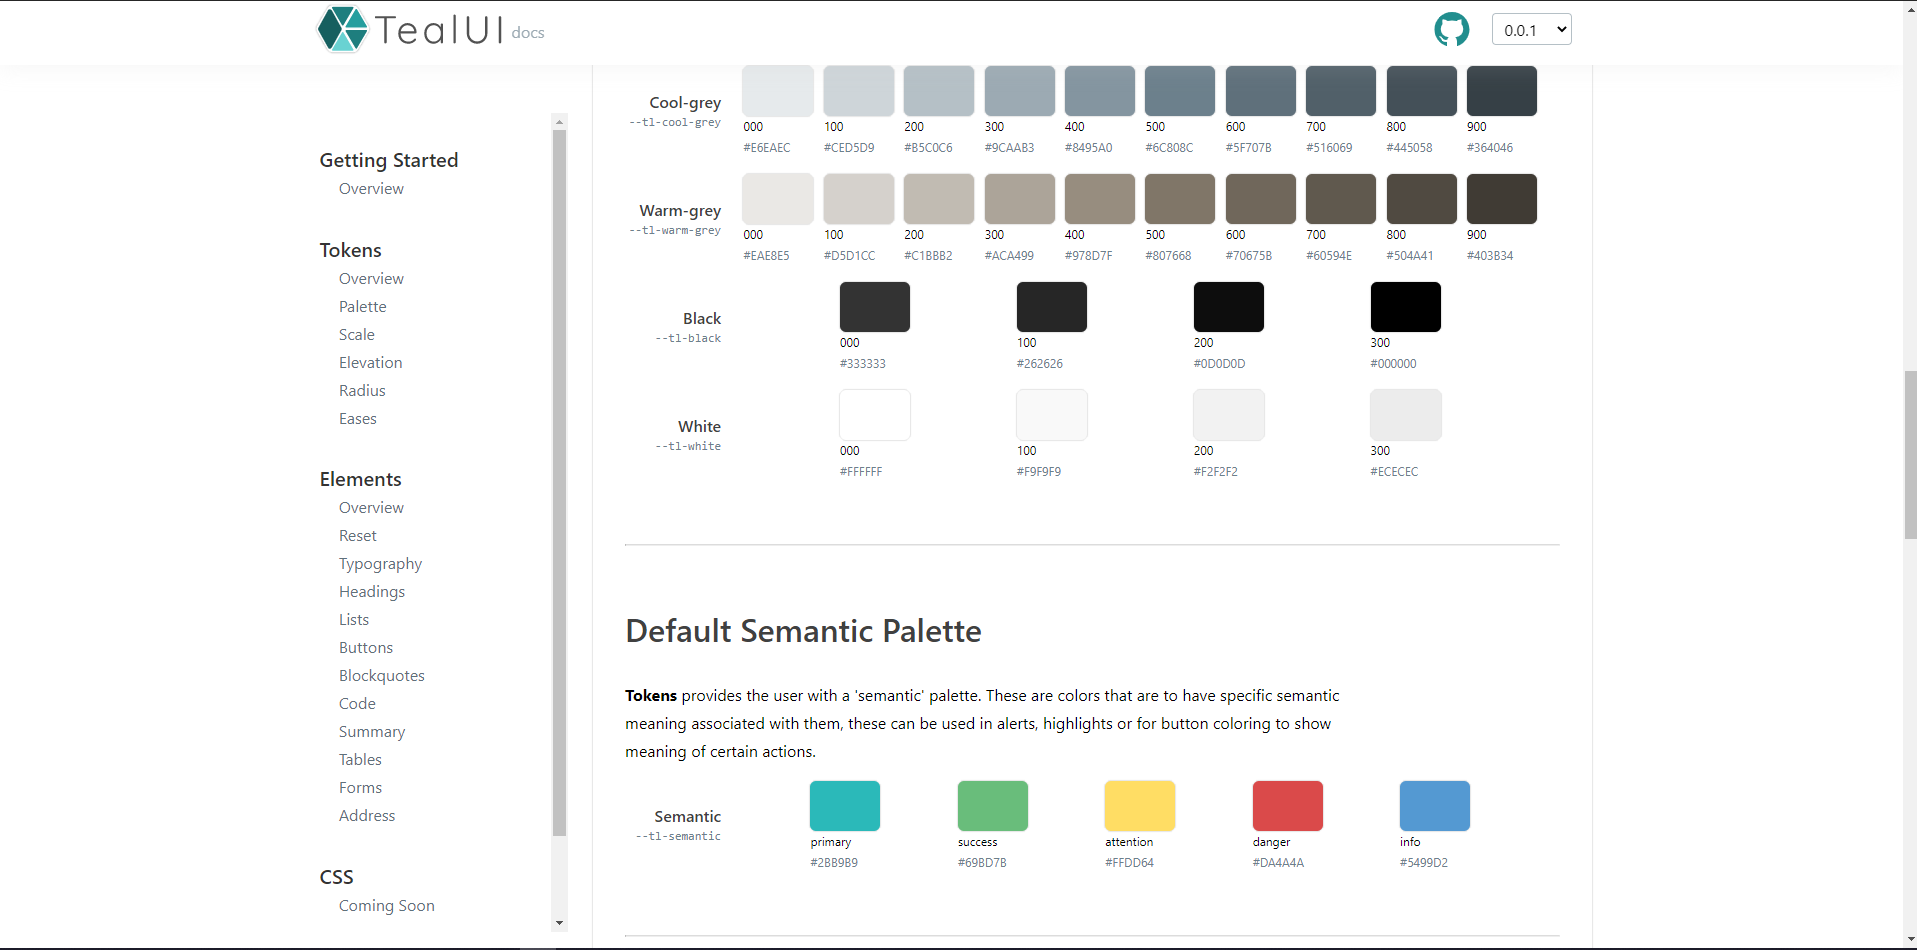 TealUI docs
0.0.1
Getting Started
Overview
Tokens
Overview
Palette
Scale
Elevation
Radius
Eases
Elements
Overview
Reset
Typography
Headings
Lists
Buttons
Blockquotes
Code
Summary
Tables
Forms
Address
CSS
Coming Soon
Cool-grey
--tl-cool-grey
000 100 200 300 400 500 600 700 800 900
#E6EAEC #CED5D9 #B5C0C6 #9CAAB3 #8495A0 #6C808C #5F707B #516069 #445058 #364046
Warm-grey
--tl-warm-grey
000 100 200 300 400 500 600 700 800 900
#EAE8E5 #D5D1CC #C1BBB2 #ACA499 #978D7F #807668 #70675B #60594E #504A41 #403B34
Black
--tl-black
000 100 200 300
#333333 #262626 #0D0D0D #000000
White
--tl-white
000 100 200 300
#FFFFFF #F9F9F9 #F2F2F2 #ECECEC
Default Semantic Palette
Tokens provides the user with a 'semantic' palette. These are colors that are to have specific semantic
meaning associated with them, these can be used in alerts, highlights or for button coloring to show
meaning of certain actions.
Semantic
--tl-semantic
primary success attention danger info
#2BB9B9 #69BD7B #FFDD64 #DA4A4A #5499D2